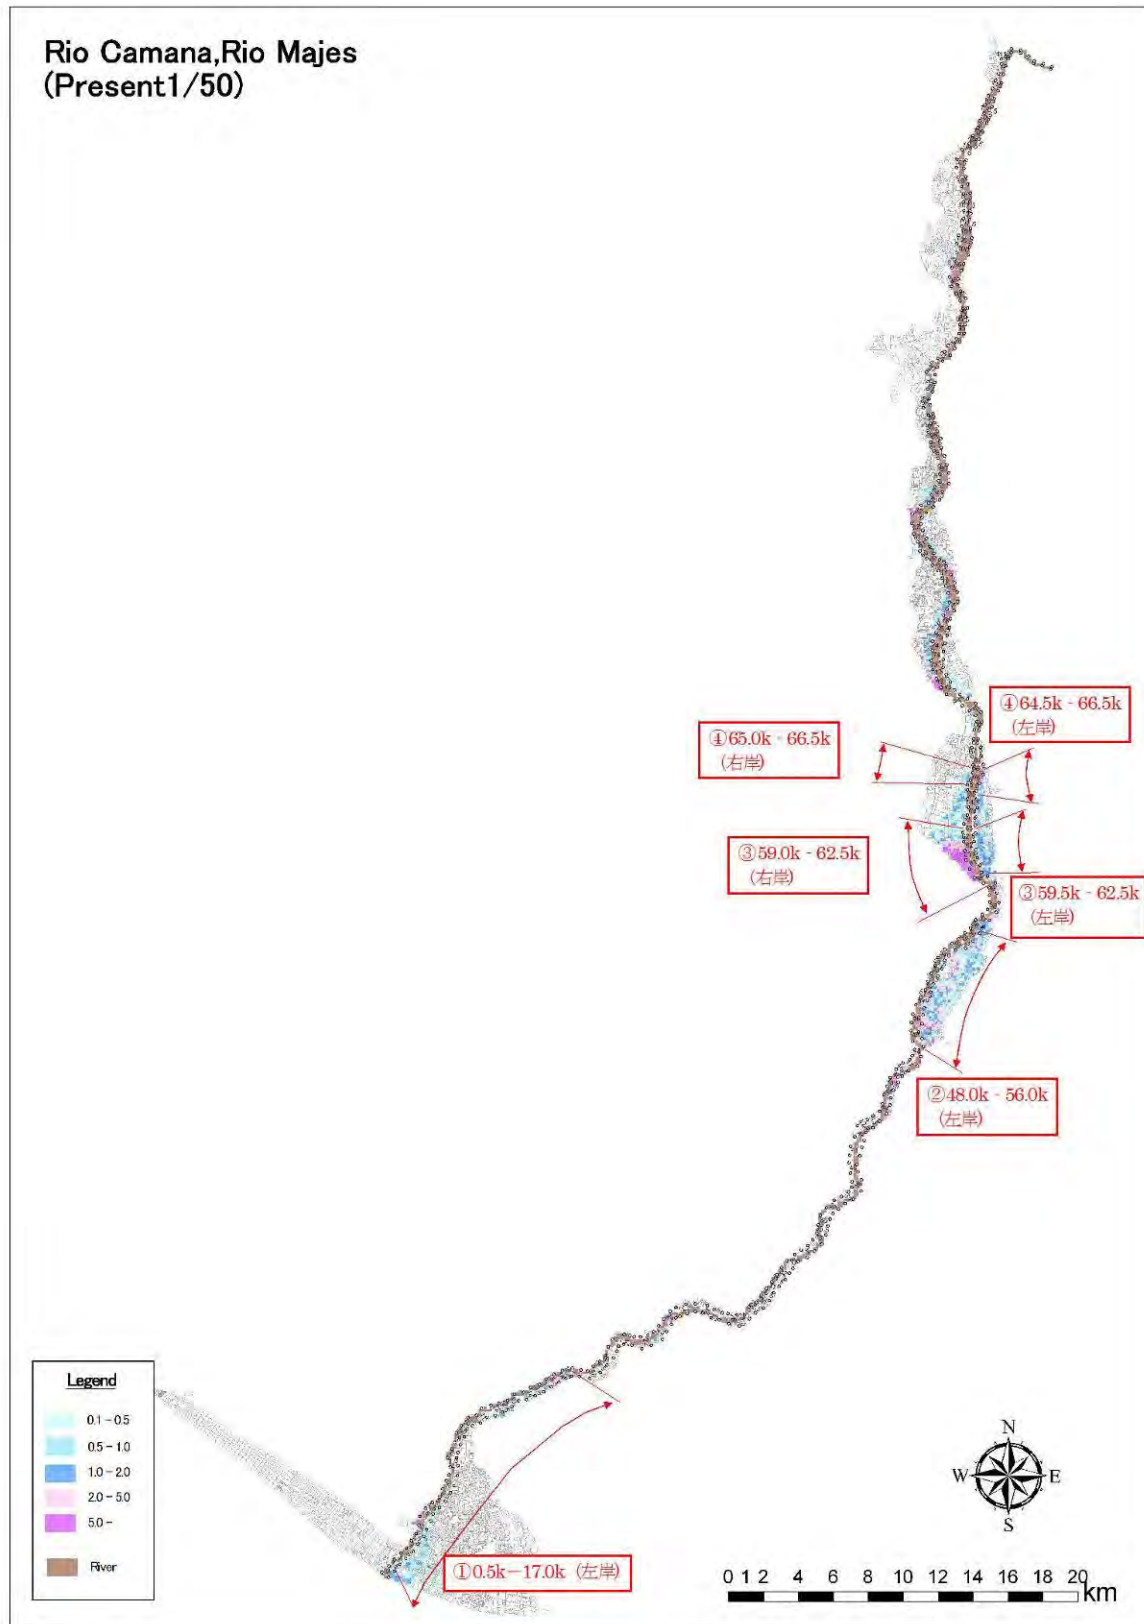 Rio Camana,Rio Majes
(Present1/50)
④64.5k - 66.5k
(左岸)
④65.0k - 66.5k
(右岸)
③59.0k - 62.5k
(右岸)
③59.5k - 62.5k
(左岸)
②48.0k - 56.0k
(左岸)
①0.5k－17.0k (左岸)
Legend
0.1 - 0.5
0.5 - 1.0
1.0 - 2.0
2.0 - 5.0
5.0 -
River
N
W E
S
0 1 2 4 6 8 10 12 14 16 18 20
km